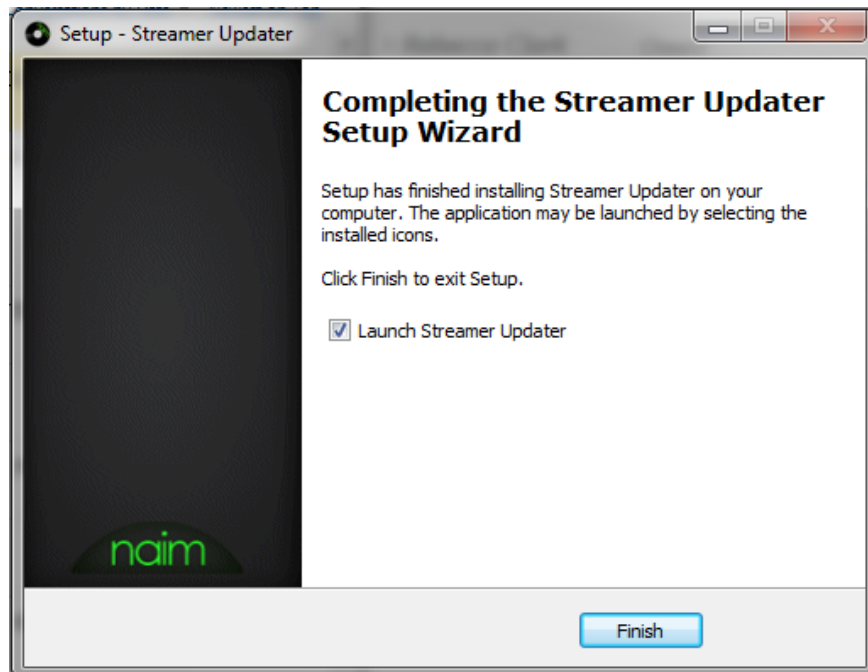 Setup - Streamer Updater
Completing the Streamer Updater
Setup Wizard
Setup has finished installing Streamer Updater on your
computer. The application may be launched by selecting the
installed icons.
Click Finish to exit Setup.
Launch Streamer Updater
naim
Finish